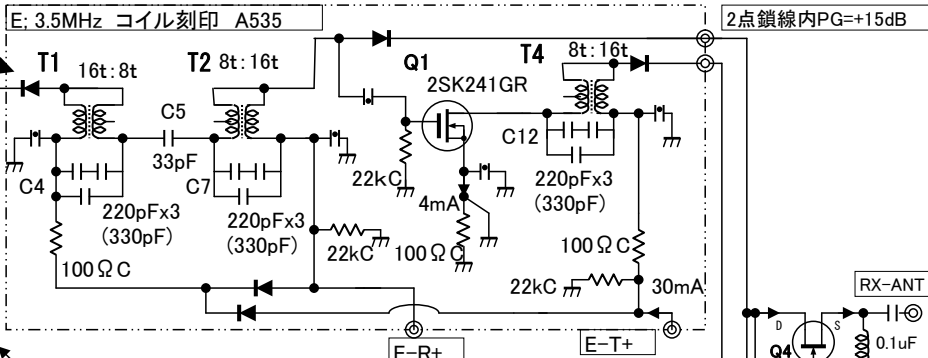 E; 3.5MHz コイル刻印 A535
2点鎖線内PG=+15dB
T1
16t:8t
T2
8t:16t
Q1
2SK241GR
T4
8t:16t
C5
33pF
C4
C7
C12
220pFx3
(330pF)
220pFx3
(330pF)
220pFx3
(330pF)
22kC
4mA
100ΩC
100ΩC
22kC
100ΩC
22kC
30mA
E-R+
E-T+
RX-ANT
D
S
Q4
0.1uF